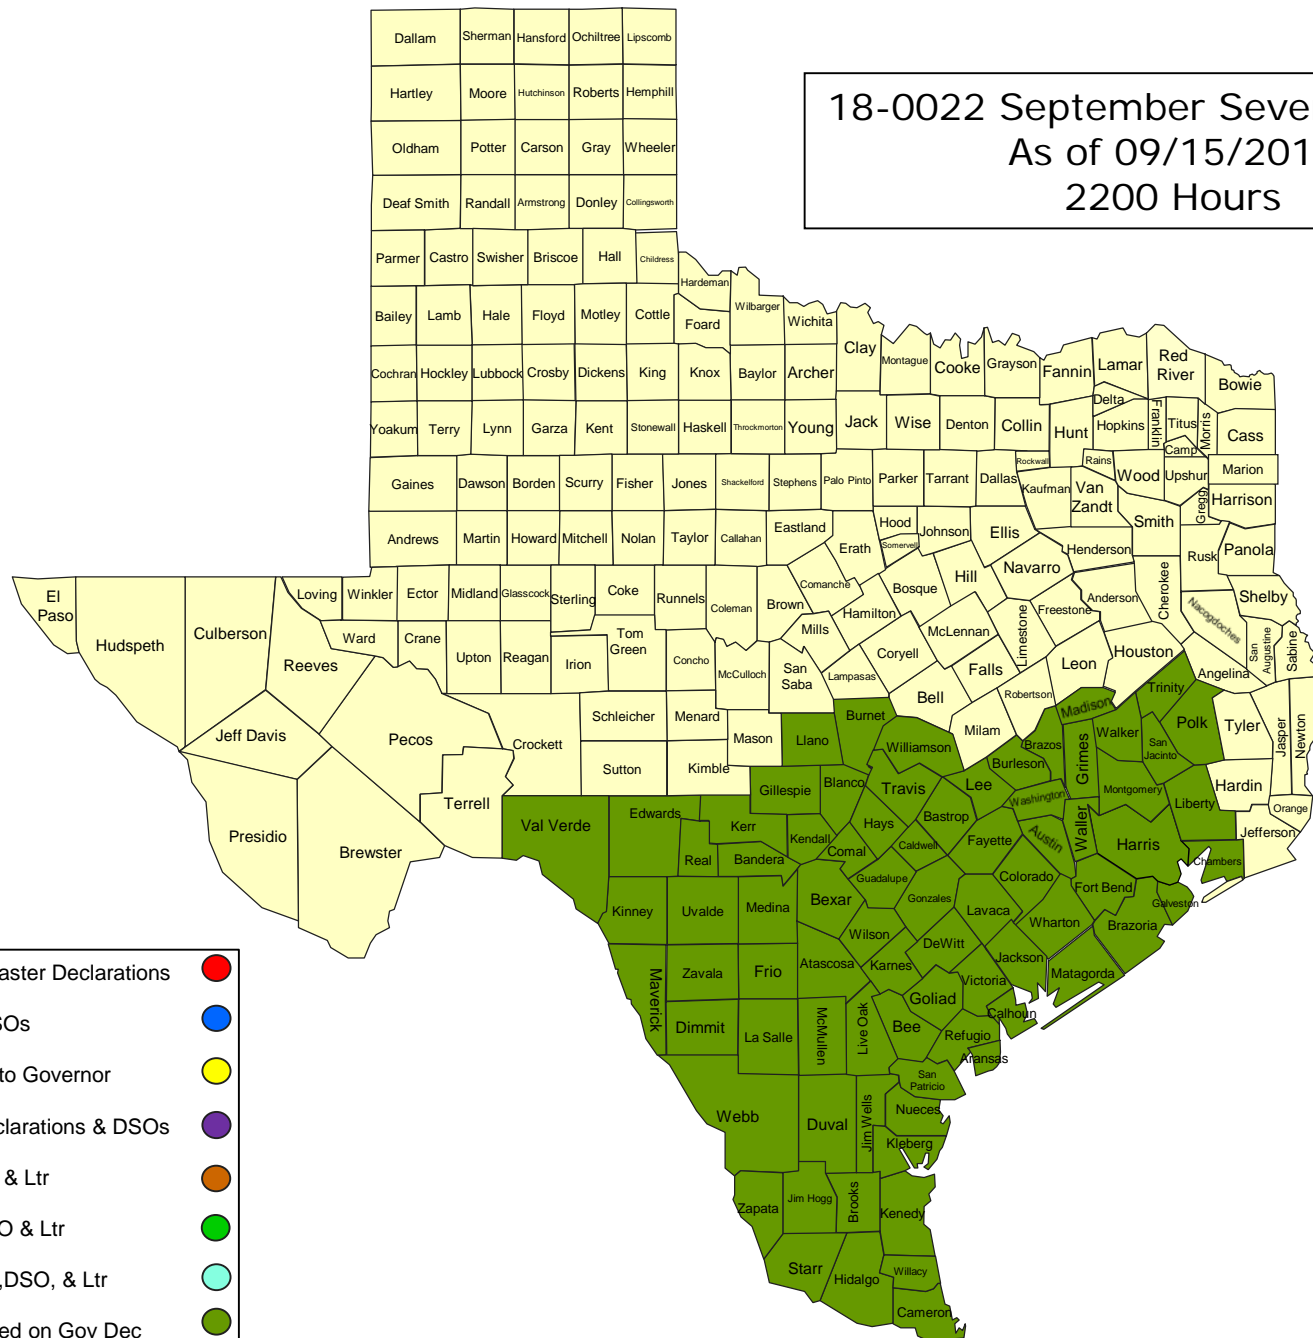 18-0022 September Seve
As of 09/15/201
2200 Hours
Dallam Sherman Hansford Ochiltree Lipscomb
Hartley Moore Hutchinson Roberts Hemphill
Oldham Potter Carson Gray Wheeler
Deaf Smith Randall Armstrong Donley Collingsworth
Parmer Castro Swisher Briscoe Hall Childress
Hardeman
Bailey Lamb Hale Floyd Motley Cottle Foard Wilbarger Wichita
Clay Montague Cooke Grayson Fannin Lamar Red River Bowie
Cochran Hockley Lubbock Crosby Dickens King Knox Baylor Archer
Delta Franklin Titus Morris Cass
Yoakum Terry Lynn Garza Kent Stonewall Haskell Throckmorton Young Jack Wise Denton Collin Hunt Hopkins
Camp
Gaines Dawson Borden Scurry Fisher Jones Shackelford Stephens Palo Pinto Parker Tarrant Dallas Rockwall Kaufman Rains Van Zandt Wood Upshur Marion
Gregg Harrison
Andrews Martin Howard Mitchell Nolan Taylor Callahan Eastland Erath Hood Somervell Johnson Ellis Henderson Smith Rusk Panola
El Paso Hudspeth Culberson Reeves Loving Winkler Ector Midland Glasscock Sterling Coke Runnels Coleman Brown Comanche Hamilton Bosque Hill Navarro Freestone Anderson Cherokee Nacogdoches Shelby
Ward Crane Upton Reagan Irion Tom Green Concho McCulloch San Saba Mills Lampasas Coryell McLennan Limestone Falls Leon Houston Angelina San Augustine Sabine
Jeff Davis Pecos Crockett Schleicher Menard Mason Llano Burnet Bell Milam Robertson Madison Trinity Polk Tyler Jasper Newton
Sutton Kimble Williamson Brazos Burleson Grimes Walker San Jacinto Hardin
Presidio Brewster Terrell Val Verde Edwards Gillespie Blanco Travis Lee Washington Montgomery Liberty Orange
Kerr Kendall Hays Bastrop Caldwell Fayette Austin Waller Harris Jefferson
Real Bandera Comal Guadalupe Colorado Fort Bend Chambers
Kinney Uvalde Medina Bexar Gonzales Lavaca Wharton Brazoria Galveston
Wilson DeWitt Jackson Matagorda
Maverick Zavala Frio Atascosa Karnes Victoria
Dimmit La Salle McMullen Live Oak Bee Goliad Calhoun
Refugio Aransas
San Patricio
Webb Duval Jim Wells Nueces
Kleberg
Zapata Jim Hogg Brooks Kenedy
Starr Hidalgo Willacy
Cameron
aster Declarations
SOs
to Governor
clarations & DSOs
& Ltr
O & Ltr
,DSO, & Ltr
ed on Gov Dec